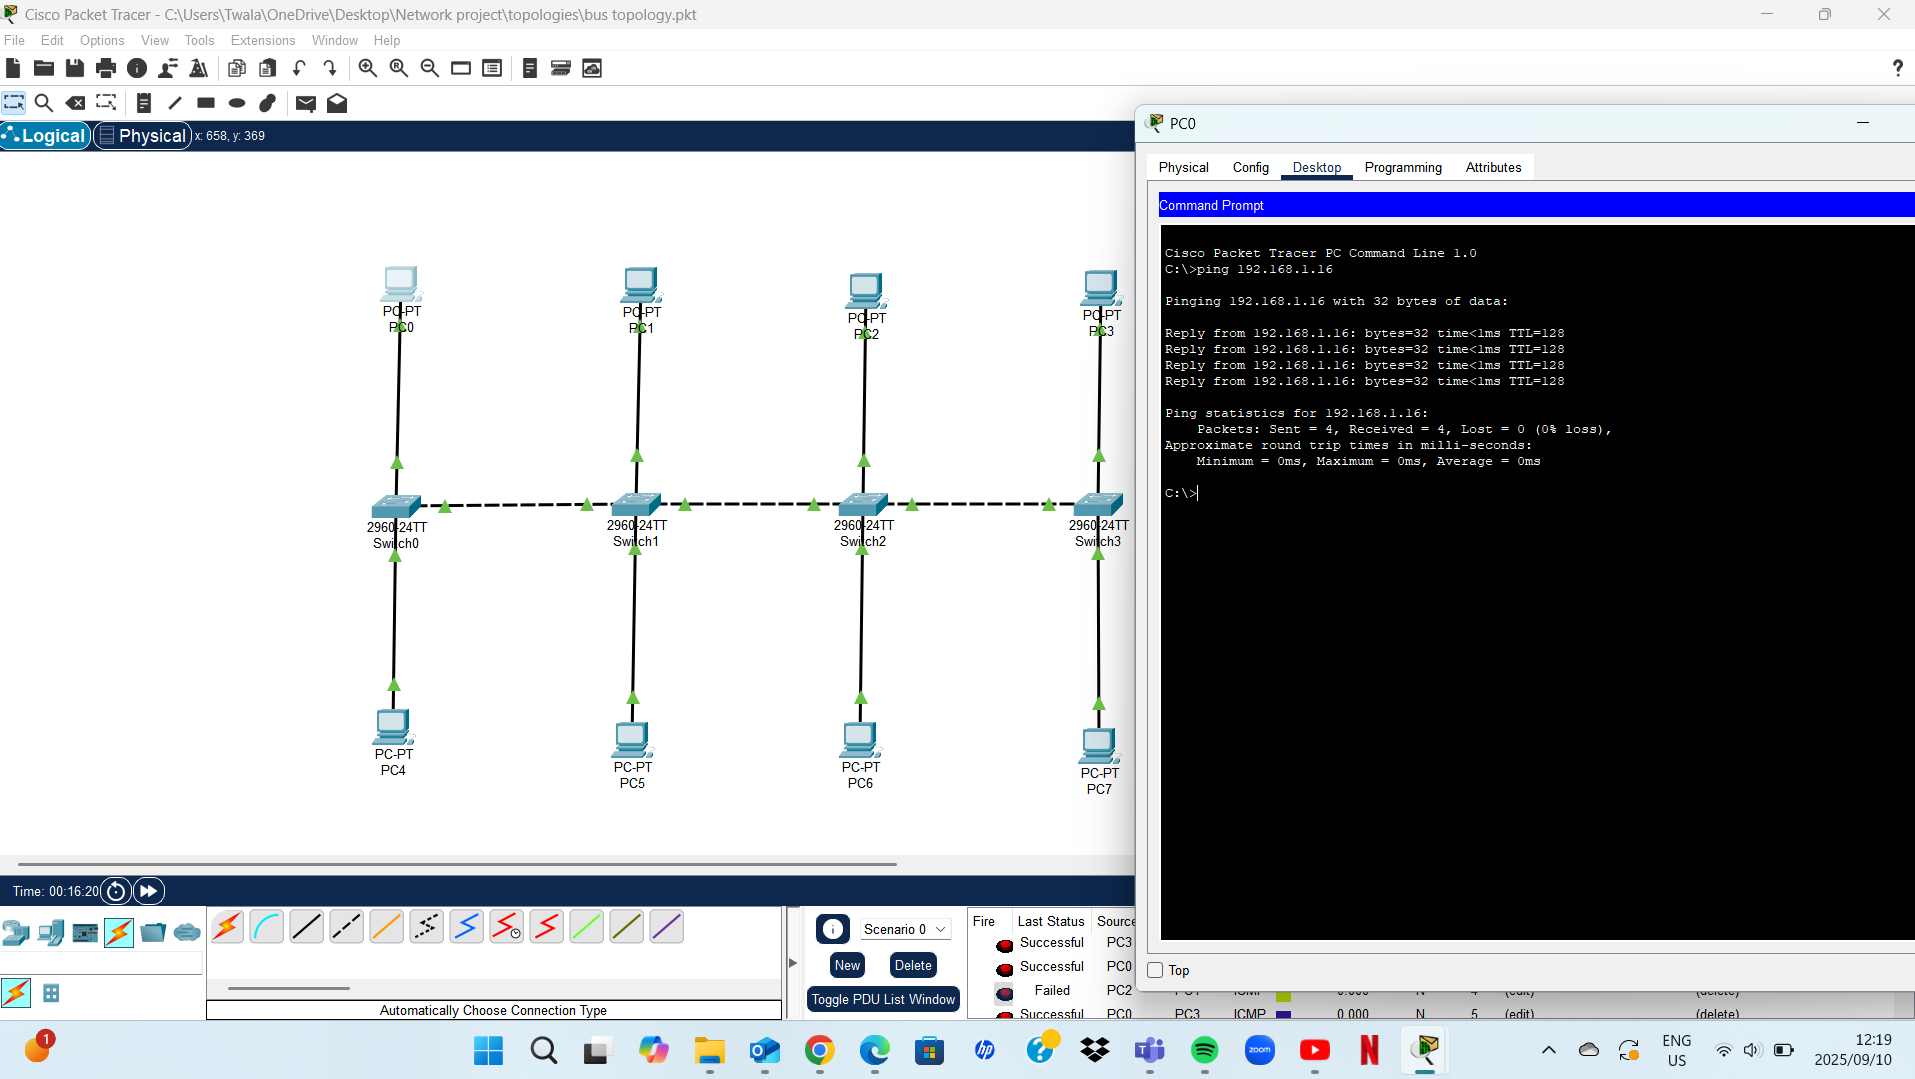 Cisco Packet Tracer - C:\Users\Twala\OneDrive\Desktop\Network project\topologies\bus topology.pkt
File Edit Options View Tools Extensions Window Help
Logical Physical x: 658, y: 369
PC-PT
PC0
PC-PT
PC1
PC-PT
PC2
PC-PT
PC3
2960-24TT
Switch0
2960-24TT
Switch1
2960-24TT
Switch2
2960-24TT
Switch3
PC-PT
PC4
PC-PT
PC5
PC-PT
PC6
PC-PT
PC7
PC0
Physical Config Desktop Programming Attributes
Command Prompt
Cisco Packet Tracer PC Command Line 1.0
C:\>ping 192.168.1.16
Pinging 192.168.1.16 with 32 bytes of data:
Reply from 192.168.1.16: bytes=32 time<1ms TTL=128
Reply from 192.168.1.16: bytes=32 time<1ms TTL=128
Reply from 192.168.1.16: bytes=32 time<1ms TTL=128
Reply from 192.168.1.16: bytes=32 time<1ms TTL=128
Ping statistics for 192.168.1.16:
Packets: Sent = 4, Received = 4, Lost = 0 (0% loss),
Approximate round trip times in milli-seconds:
Minimum = 0ms, Maximum = 0ms, Average = 0ms
C:\>
Top
Time: 00:16:20
Automatically Choose Connection Type
Scenario 0
New Delete
Toggle PDU List Window
Fire Last Status Source
Successful PC3
Successful PC0
Failed PC2
Successful PC0 PC3 ICMP 0.000 N 5 (edit) (delete)
1
hp
zoom
N
ENG
US
12:19
2025/09/10